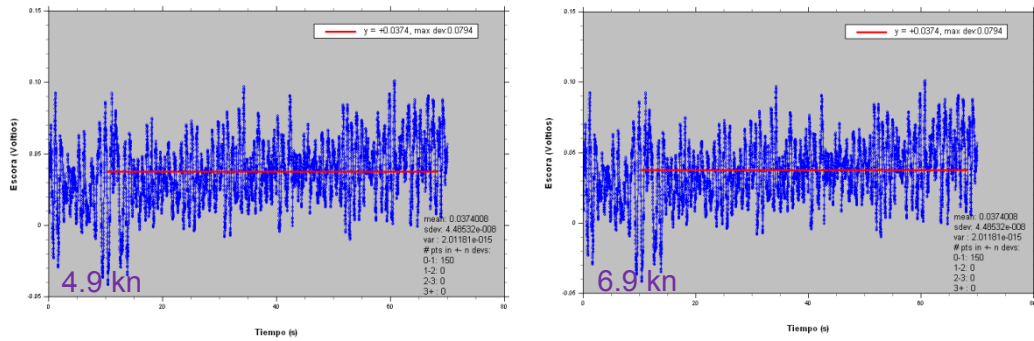 0.15
y = +0.0374, max dev:0.0794
0.10
Escora (Voltios)
0.05
0
mean: 0.0374008
sdev: 4.48532e-008
var : 2.01181e-015
# pts in +- n devs:
0-1: 150
1-2: 0
2-3: 0
3+ : 0
4.9 kn
-0.05
0 20 40 60 80
Tiempo (s)
0.15
y = +0.0374, max dev:0.0794
0.10
Escora (Voltios)
0.05
0
mean: 0.0374008
sdev: 4.48532e-008
var : 2.01181e-015
# pts in +- n devs:
0-1: 150
1-2: 0
2-3: 0
3+ : 0
6.9 kn
-0.05
0 20 40 60 80
Tiempo (s)